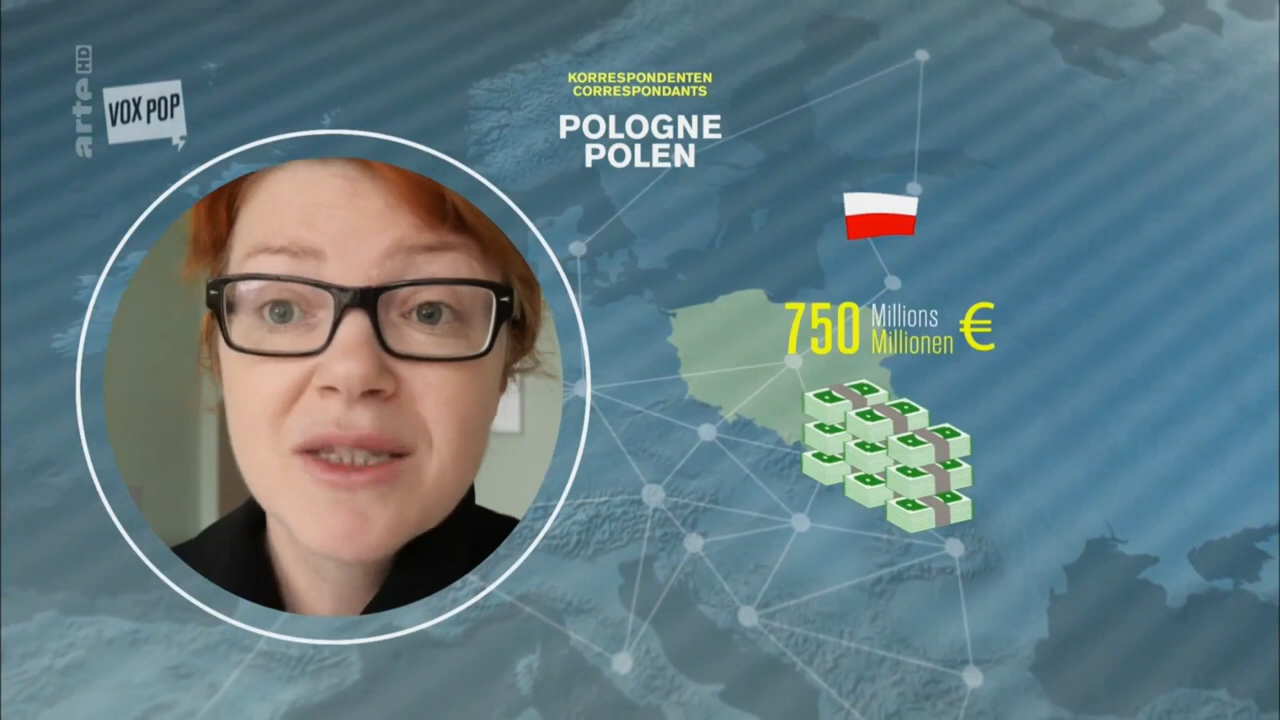 arte HD
VOX POP
KORRESPONDENTEN
CORRESPONDANTS
POLOGNE
POLEN
750 Millions €
Millionen